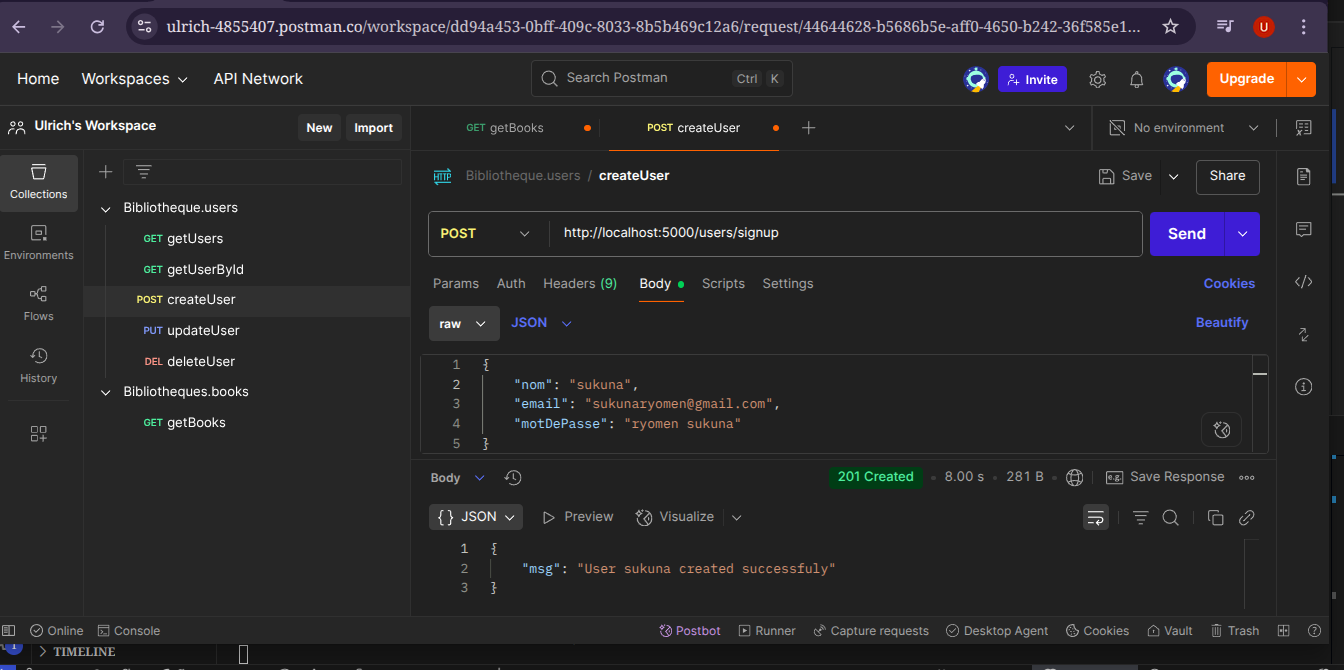 ulrich-4855407.postman.co/workspace/dd94a453-0bff-409c-8033-8b5b469c12a6/request/44644628-b5686b5e-aff0-4650-b242-36f585e1...
U
Home Workspaces API Network
Search Postman Ctrl K
Invite
Upgrade
Ulrich's Workspace
New Import
GET getBooks
POST createUser
No environment
Collections
Environments
Flows
History
Bibliotheque.users
GET getUsers
GET getUserById
POST createUser
PUT updateUser
DEL deleteUser
Bibliotheques.books
GET getBooks
HTTP Bibliotheque.users / createUser
Save Share
POST http://localhost:5000/users/signup Send
Params Auth Headers (9) Body Scripts Settings Cookies
raw JSON Beautify
1 {
2 "nom": "sukuna",
3 "email": "sukunaryomen@gmail.com",
4 "motDePasse": "ryomen sukuna"
5 }
Body 201 Created 8.00 s 281 B e.g. Save Response
{} JSON Preview Visualize
1 {
2 "msg": "User sukuna created successfuly"
3 }
Online Console Postbot Runner Capture requests Desktop Agent Cookies Vault Trash
1 TIMELINE